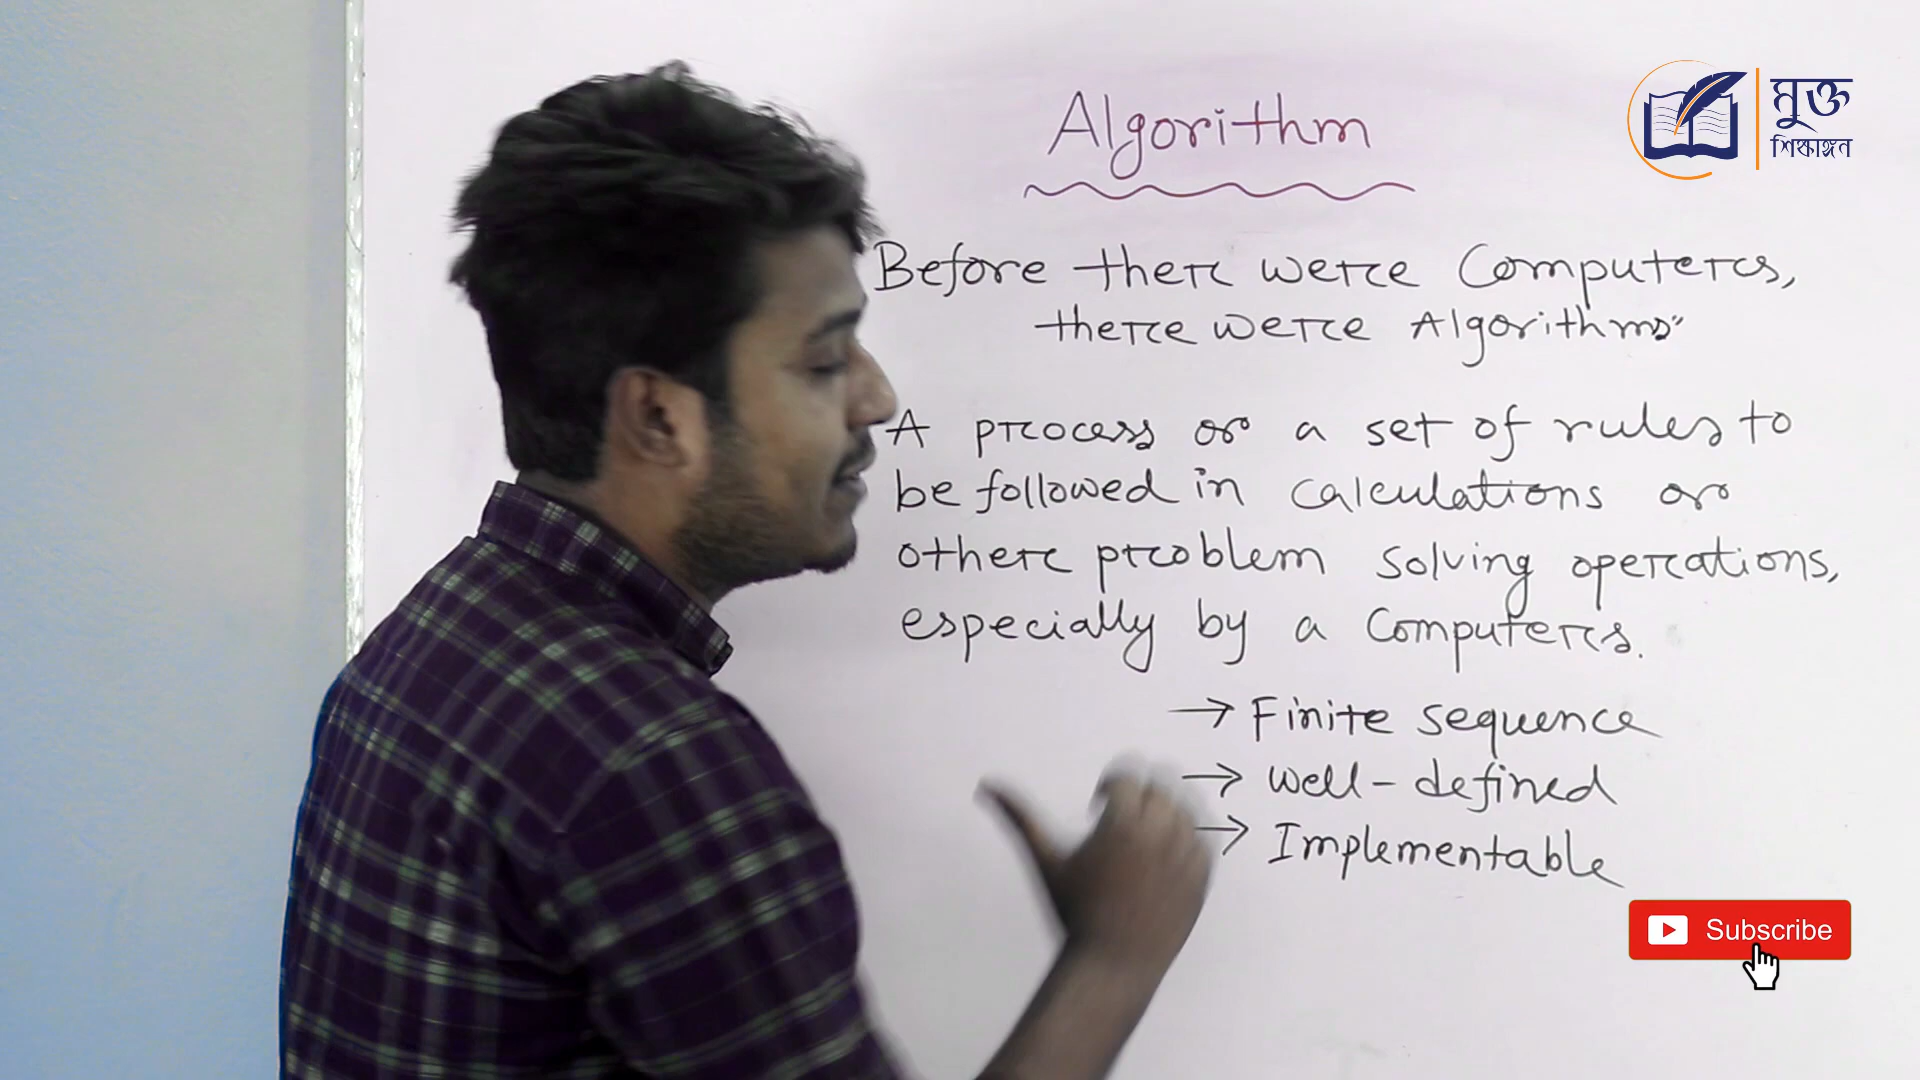 Algorithm
মুক্ত
শিক্ষাঙ্গন
Before there were Computers,
there were Algorithms"
A process or a set of rules to
be followed in calculations or
other problem solving operations,
especially by a Computers.
→ Finite sequence
→ Well-defined
→ Implementable
Subscribe